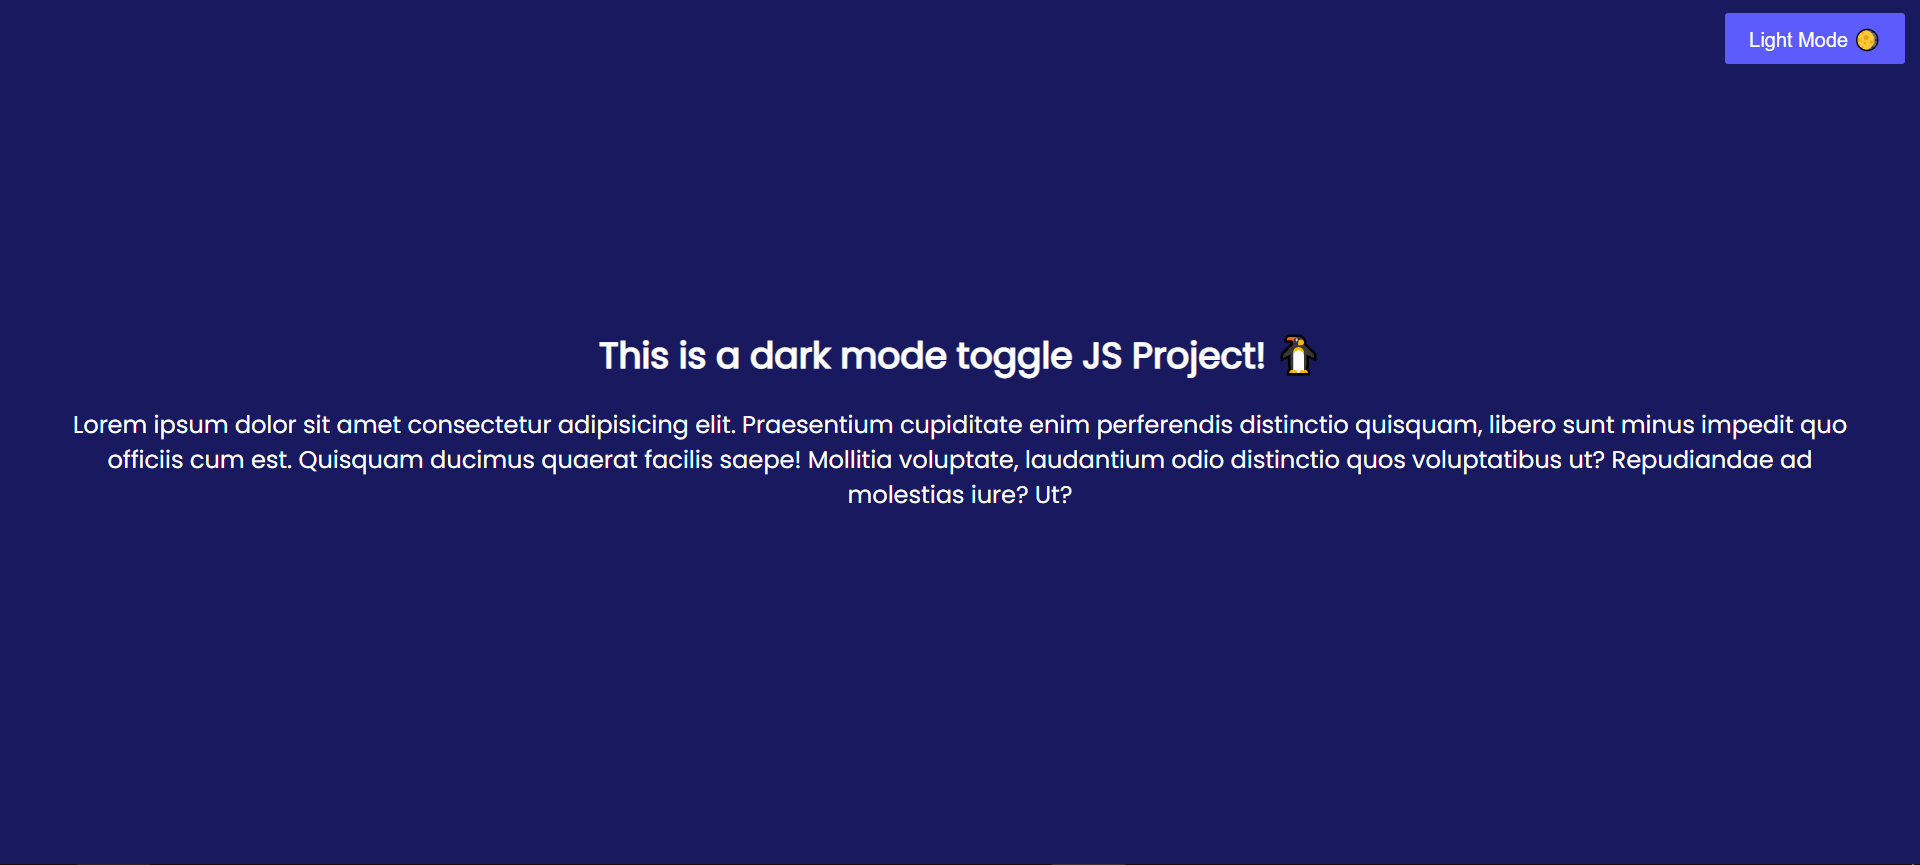 Light Mode 🌕
This is a dark mode toggle JS Project! 🐧
Lorem ipsum dolor sit amet consectetur adipisicing elit. Praesentium cupiditate enim perferendis distinctio quisquam, libero sunt minus impedit quo
officiis cum est. Quisquam ducimus quaerat facilis saepe! Mollitia voluptate, laudantium odio distinctio quos voluptatibus ut? Repudiandae ad
molestias iure? Ut?